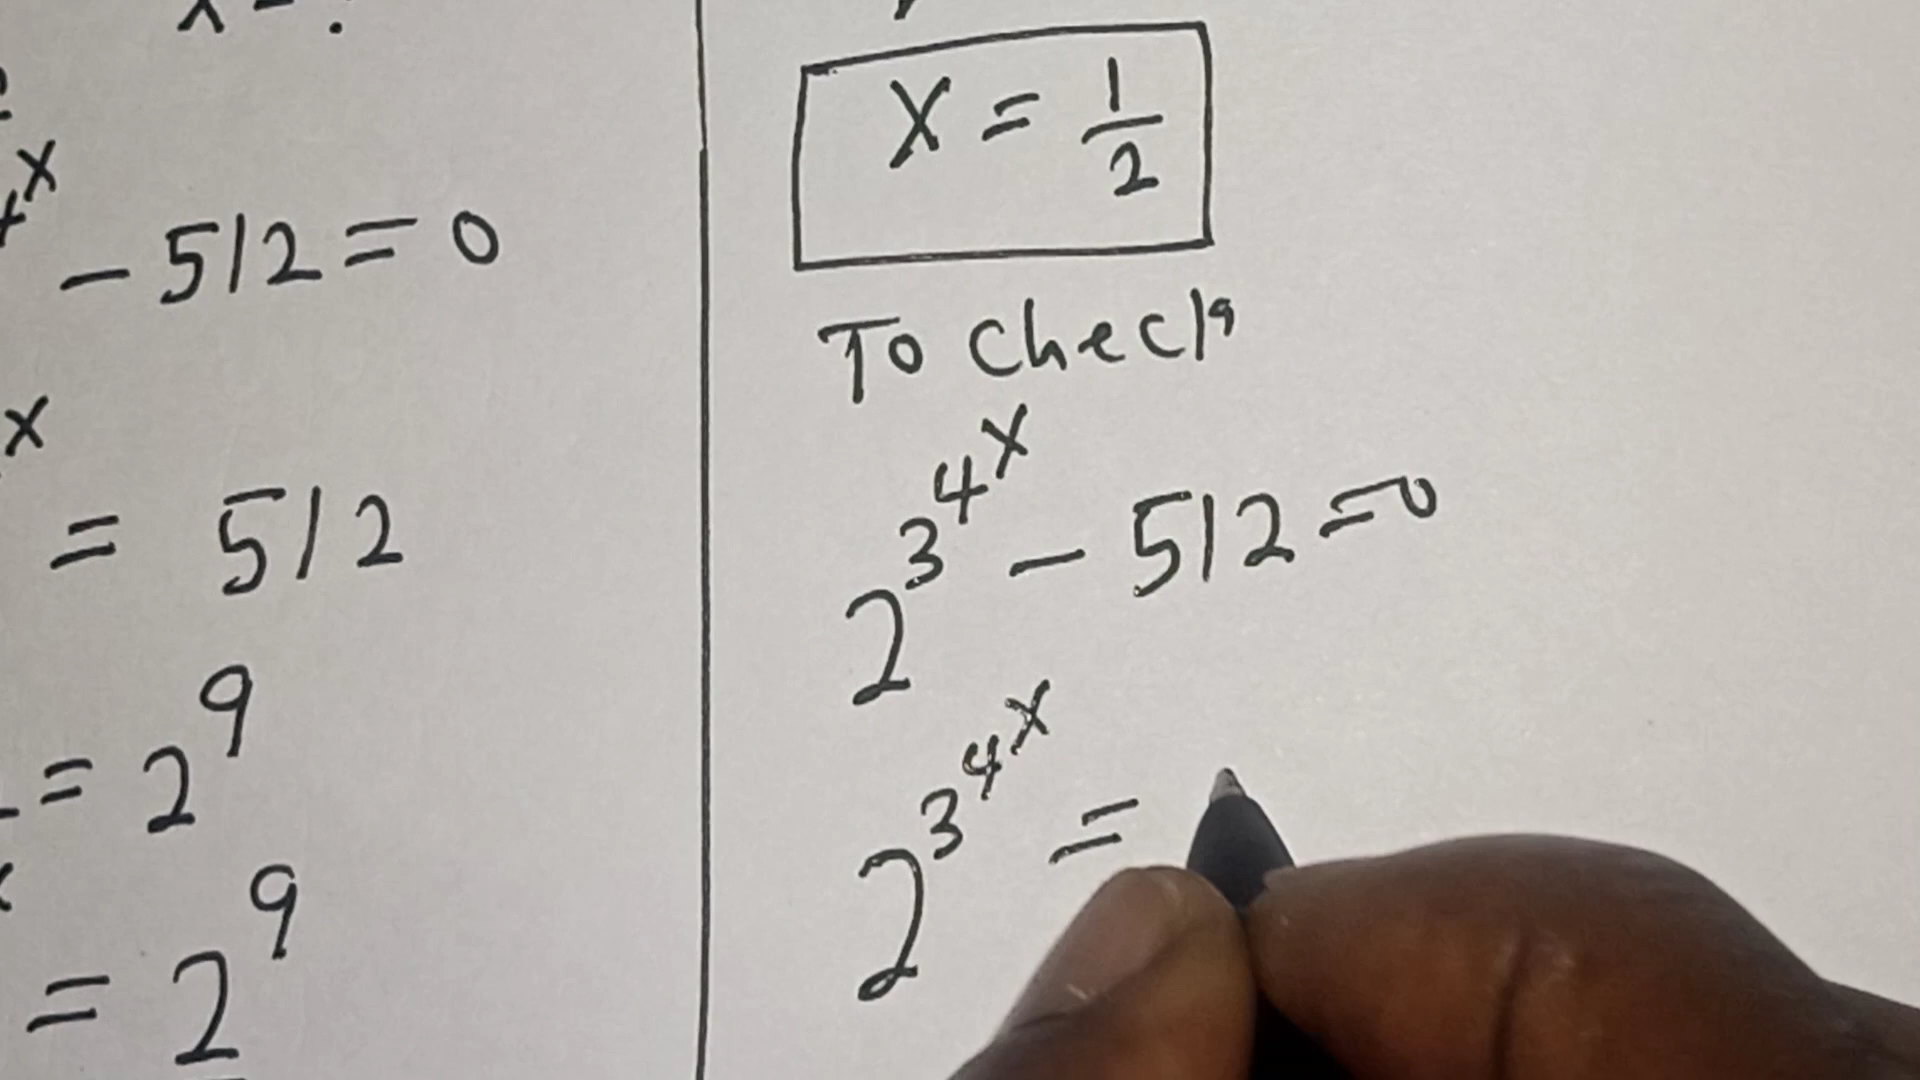 x = ?
x
- 512 = 0
x
= 512
= 2^9
= 2^9
x = 1/2
To check
2^3^4^x - 512 = 0
2^3^4^x =